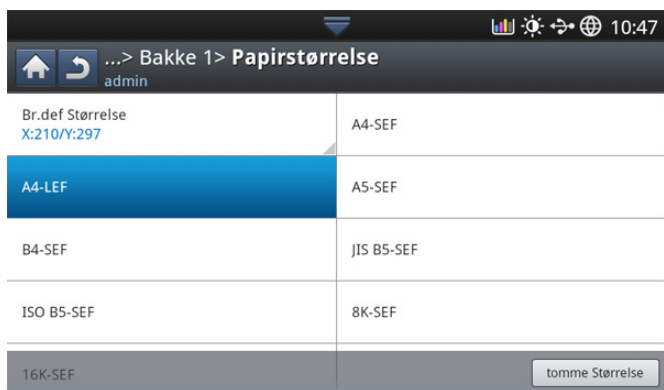 10:47
...> Bakke 1> Papirstørrelse
admin
Br.def Størrelse
X:210/Y:297
A4-SEF
A4-LEF
A5-SEF
B4-SEF
JIS B5-SEF
ISO B5-SEF
8K-SEF
16K-SEF
tomme Størrelse